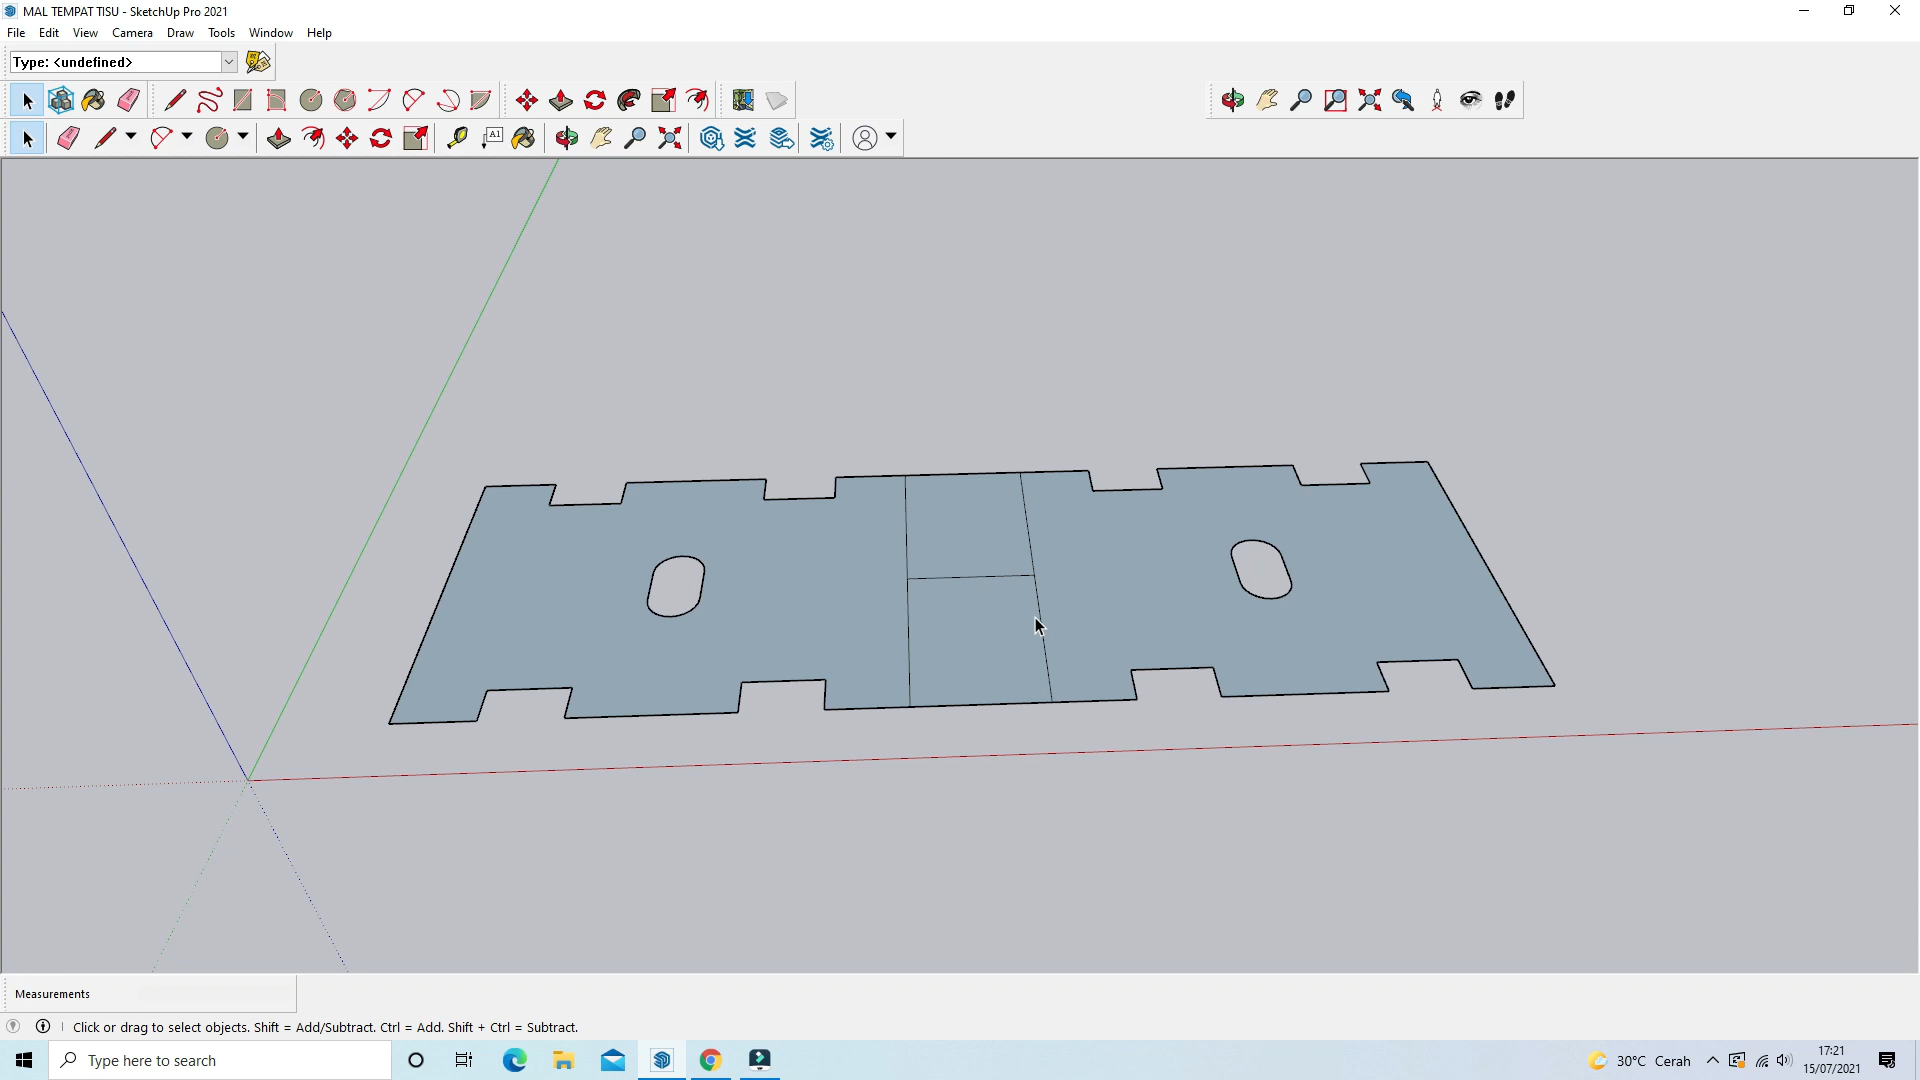 MAL TEMPAT TISU - SketchUp Pro 2021
File Edit View Camera Draw Tools Window Help
Type: <undefined>
A1
Measurements
Click or drag to select objects. Shift = Add/Subtract. Ctrl = Add. Shift + Ctrl = Subtract.
Type here to search
30°C Cerah
17:21
15/07/2021